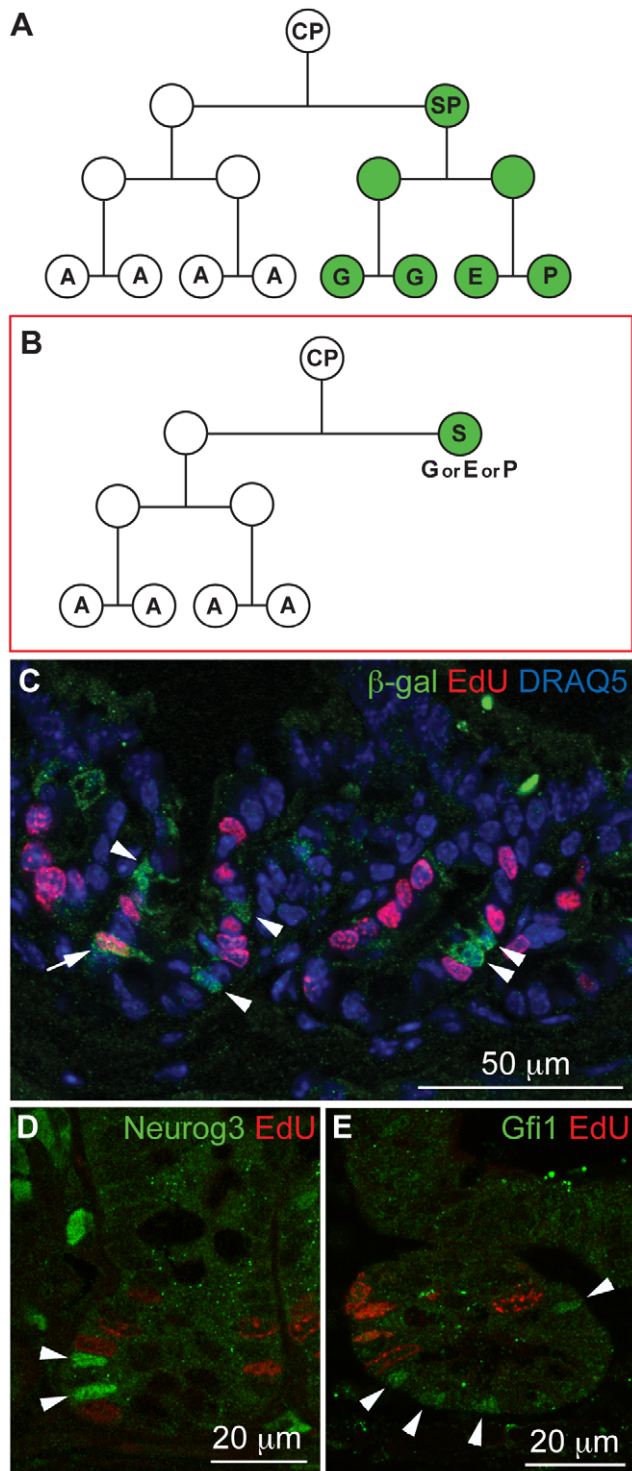 A
CP
SP
A A A A G G E P
B
CP
S
G or E or P
A A A A
C β-gal EdU DRAQ5
50 μm
D Neurog3 EdU
20 μm
E Gfi1 EdU
20 μm